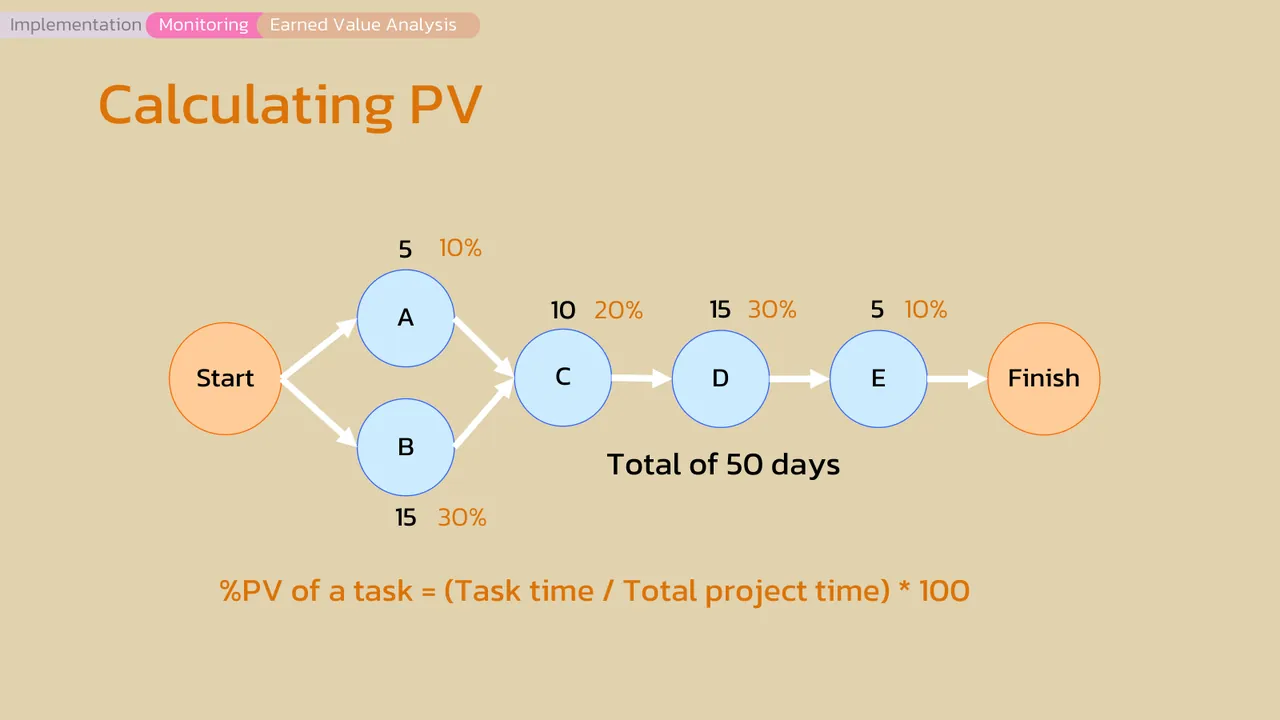 Implementation Monitoring Earned Value Analysis
Calculating PV
5 10%
A
10 20%
15 30%
5 10%
Start
C
D
E
Finish
B
Total of 50 days
15 30%
%PV of a task = (Task time / Total project time) * 100